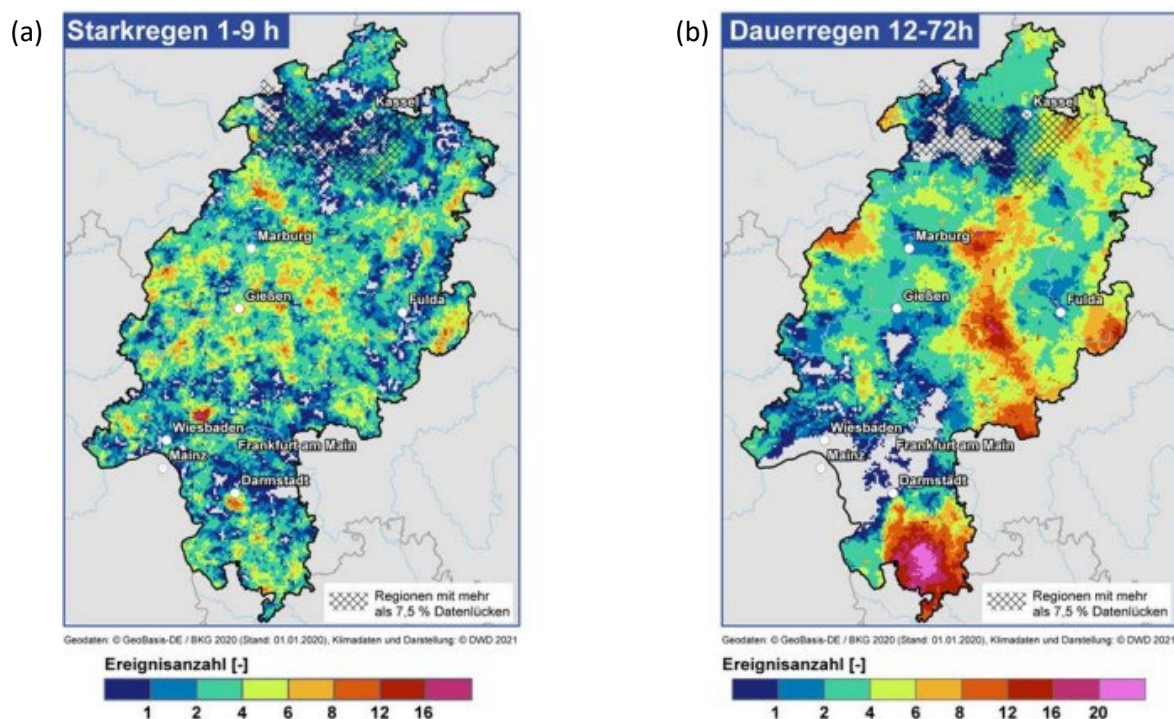 (a)
Starkregen 1-9 h
Kassel
Marburg
Gießen
Fulda
Wiesbaden
Frankfurt am Main
Mainz
Darmstadt
Regionen mit mehr
als 7,5 % Datenlücken
Geodaten: © GeoBasis-DE / BKG 2020 (Stand: 01.01.2020), Klimadaten und Darstellung: © DWD 2021
Ereignisanzahl [-]
1 2 4 6 8 12 16
(b)
Dauerregen 12-72h
Kassel
Marburg
Gießen
Fulda
Wiesbaden
Frankfurt am Main
Mainz
Darmstadt
Regionen mit mehr
als 7,5 % Datenlücken
Geodaten: © GeoBasis-DE / BKG 2020 (Stand: 01.01.2020), Klimadaten und Darstellung: © DWD 2021
Ereignisanzahl [-]
1 2 4 6 8 12 16 20